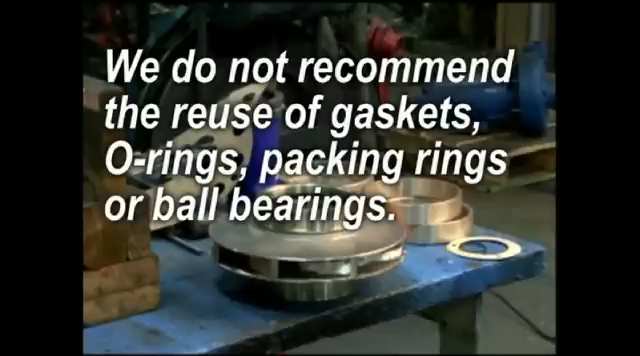 We do not recommend
the reuse of gaskets,
O-rings, packing rings
or ball bearings.